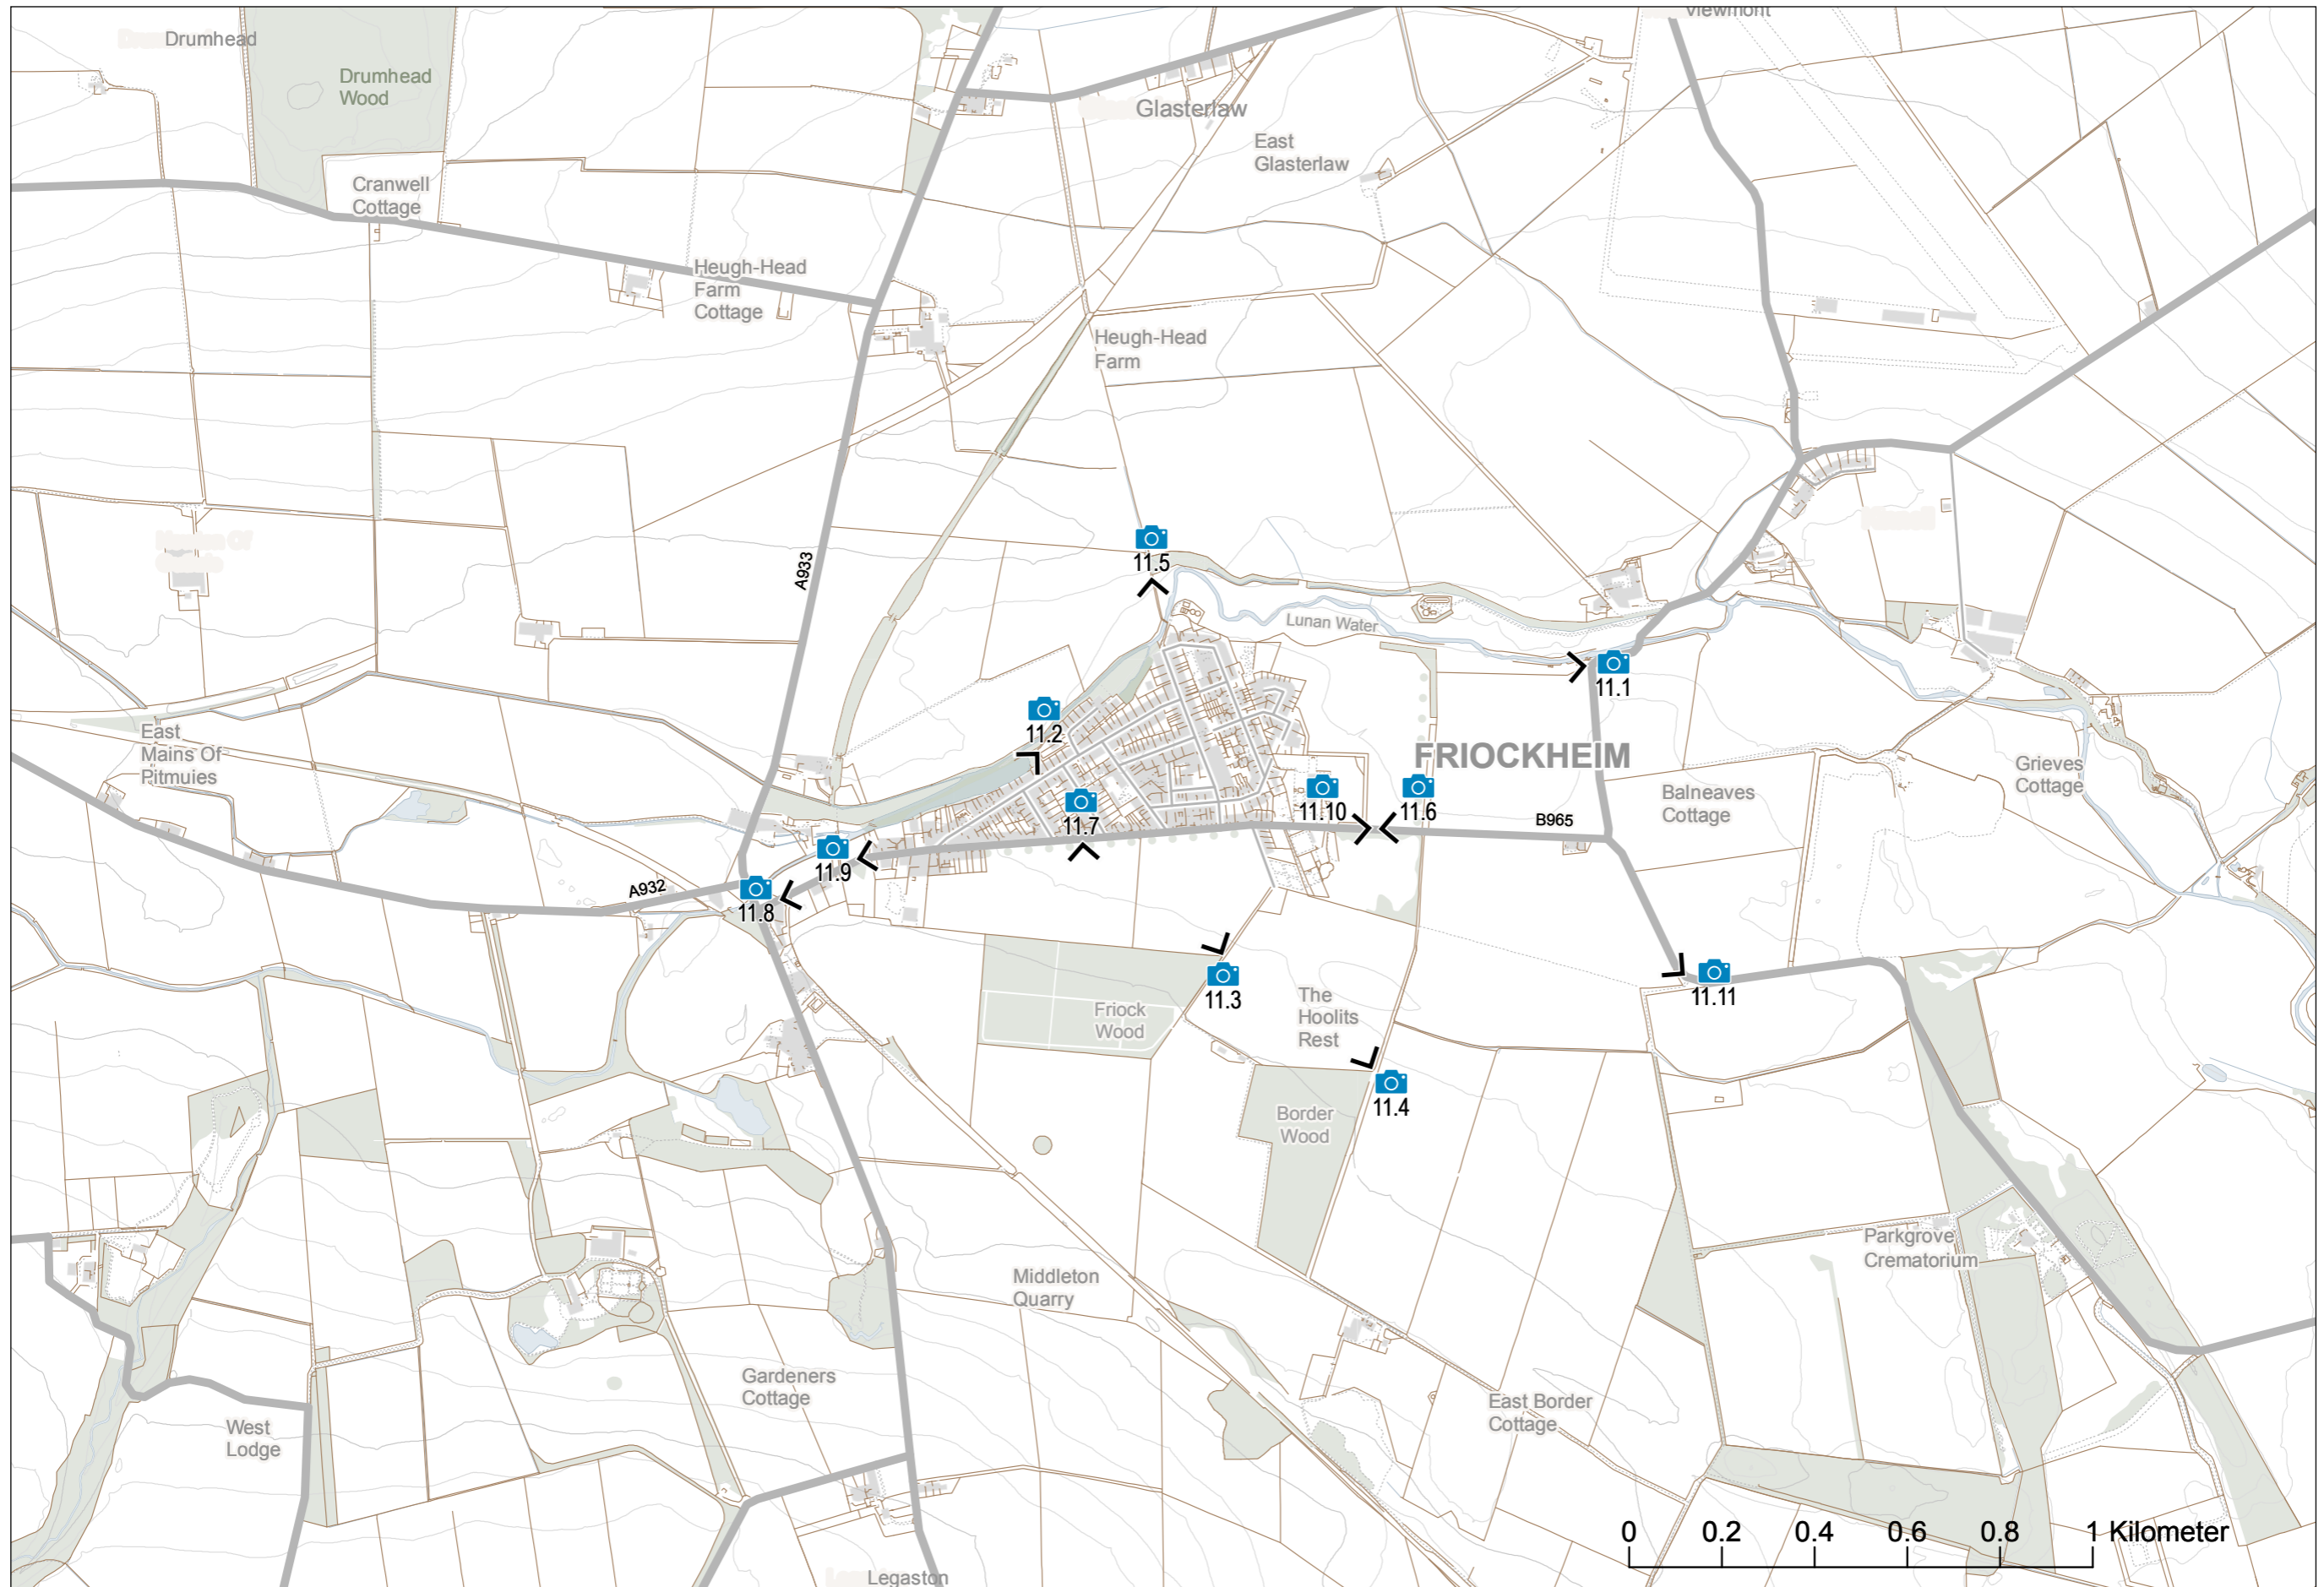 Viewmont
Drumhead
Drumhead
Wood
Glasterlaw
East
Glasterlaw
Cranwell
Cottage
Heugh-Head
Farm
Cottage
Heugh-Head
Farm
A933
11.5
Lunan Water
11.1
11.2
East
Mains Of
Pitmuies
FRIOCKHEIM
Grieves
Cottage
Balneaves
Cottage
11.7
11.10
11.6
B965
11.9
A932
11.8
11.3
11.11
Friock
Wood
The
Hoolits
Rest
11.4
Border
Wood
Parkgrove
Crematorium
Middleton
Quarry
Gardeners
Cottage
East Border
Cottage
West
Lodge
0 0.2 0.4 0.6 0.8 1 Kilometer
Legaston